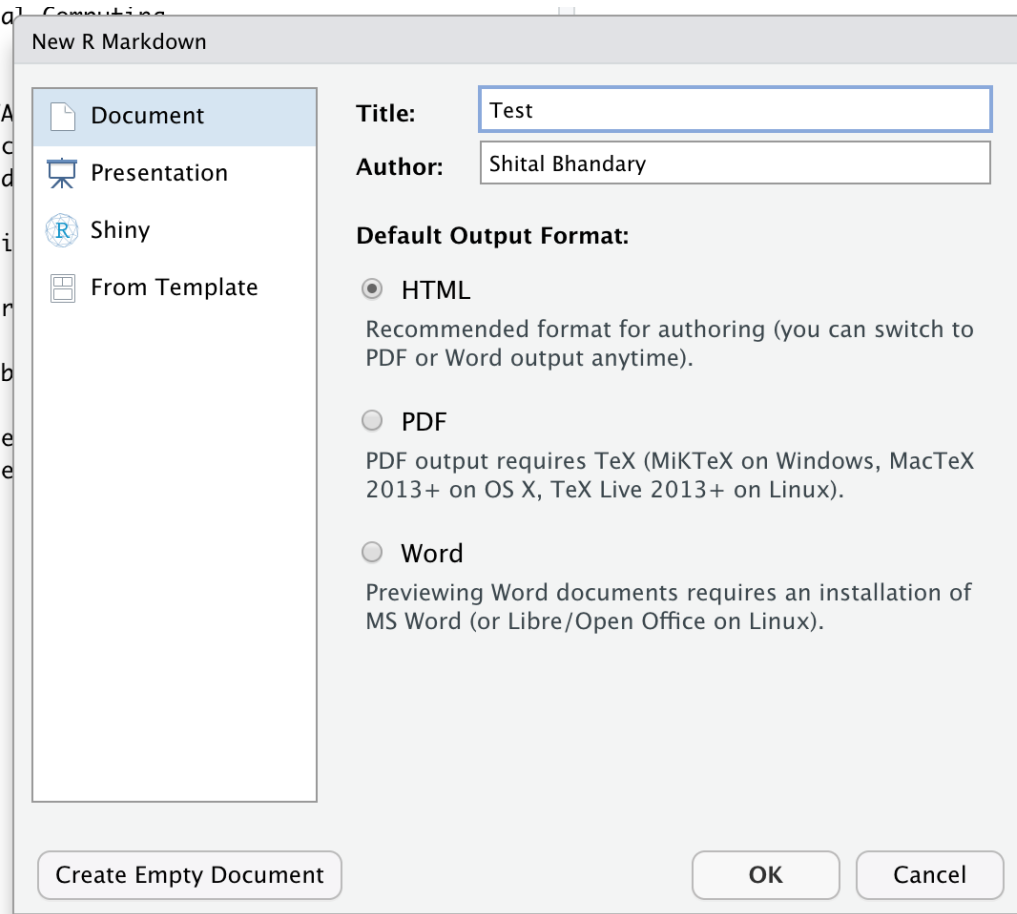 New R Markdown
Document
Presentation
Shiny
From Template
Title: Test
Author: Shital Bhandary
Default Output Format:
HTML
Recommended format for authoring (you can switch to
PDF or Word output anytime).
PDF
PDF output requires TeX (MiKTeX on Windows, MacTeX
2013+ on OS X, TeX Live 2013+ on Linux).
Word
Previewing Word documents requires an installation of
MS Word (or Libre/Open Office on Linux).
Create Empty Document
OK
Cancel